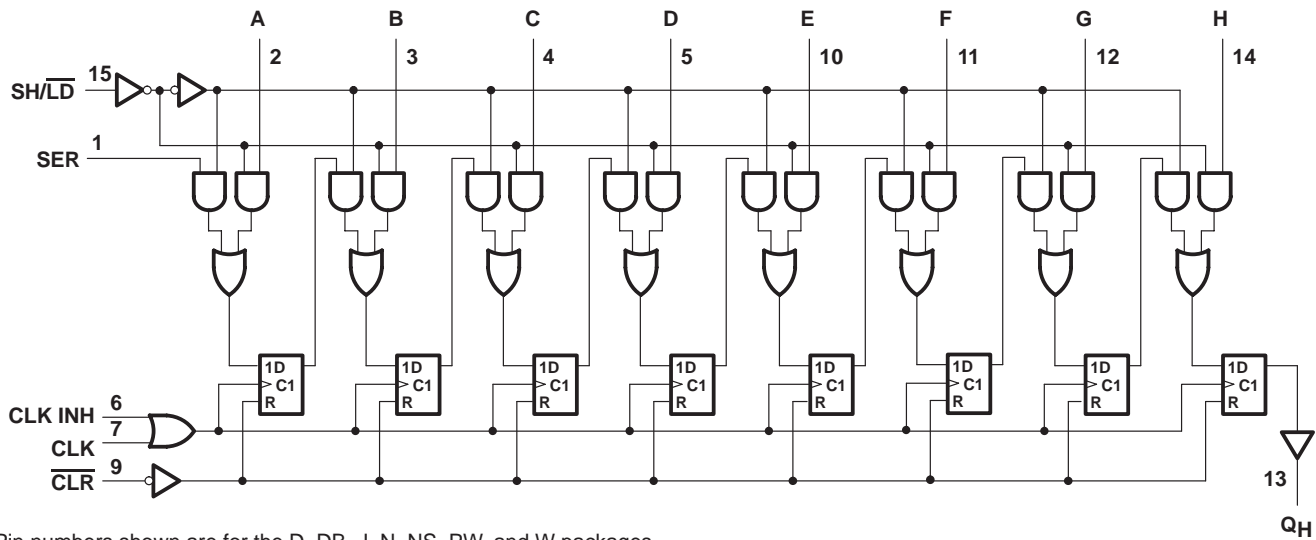 A B C D E F G H
2 3 4 5 10 11 12 14
SH/LD 15
SER 1
1D 1D 1D 1D 1D 1D 1D 1D
C1 C1 C1 C1 C1 C1 C1 C1
R R R R R R R R
CLK INH 6
CLK 7
CLR 9
13
QH
Pin numbers shown are for the D, DB, J, N, NS, PW, and W packages.